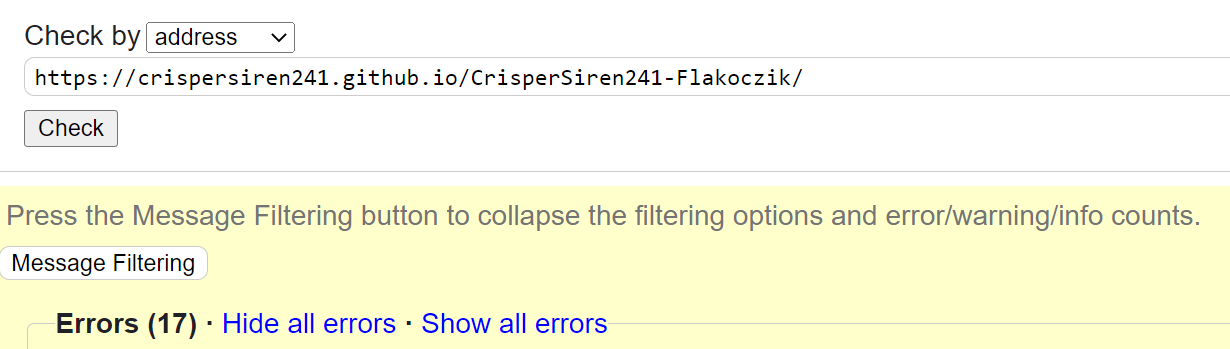 Check by address
https://crispersiren241.github.io/CrisperSiren241-Flakoczik/
Check
Press the Message Filtering button to collapse the filtering options and error/warning/info counts.
Message Filtering
Errors (17) · Hide all errors · Show all errors